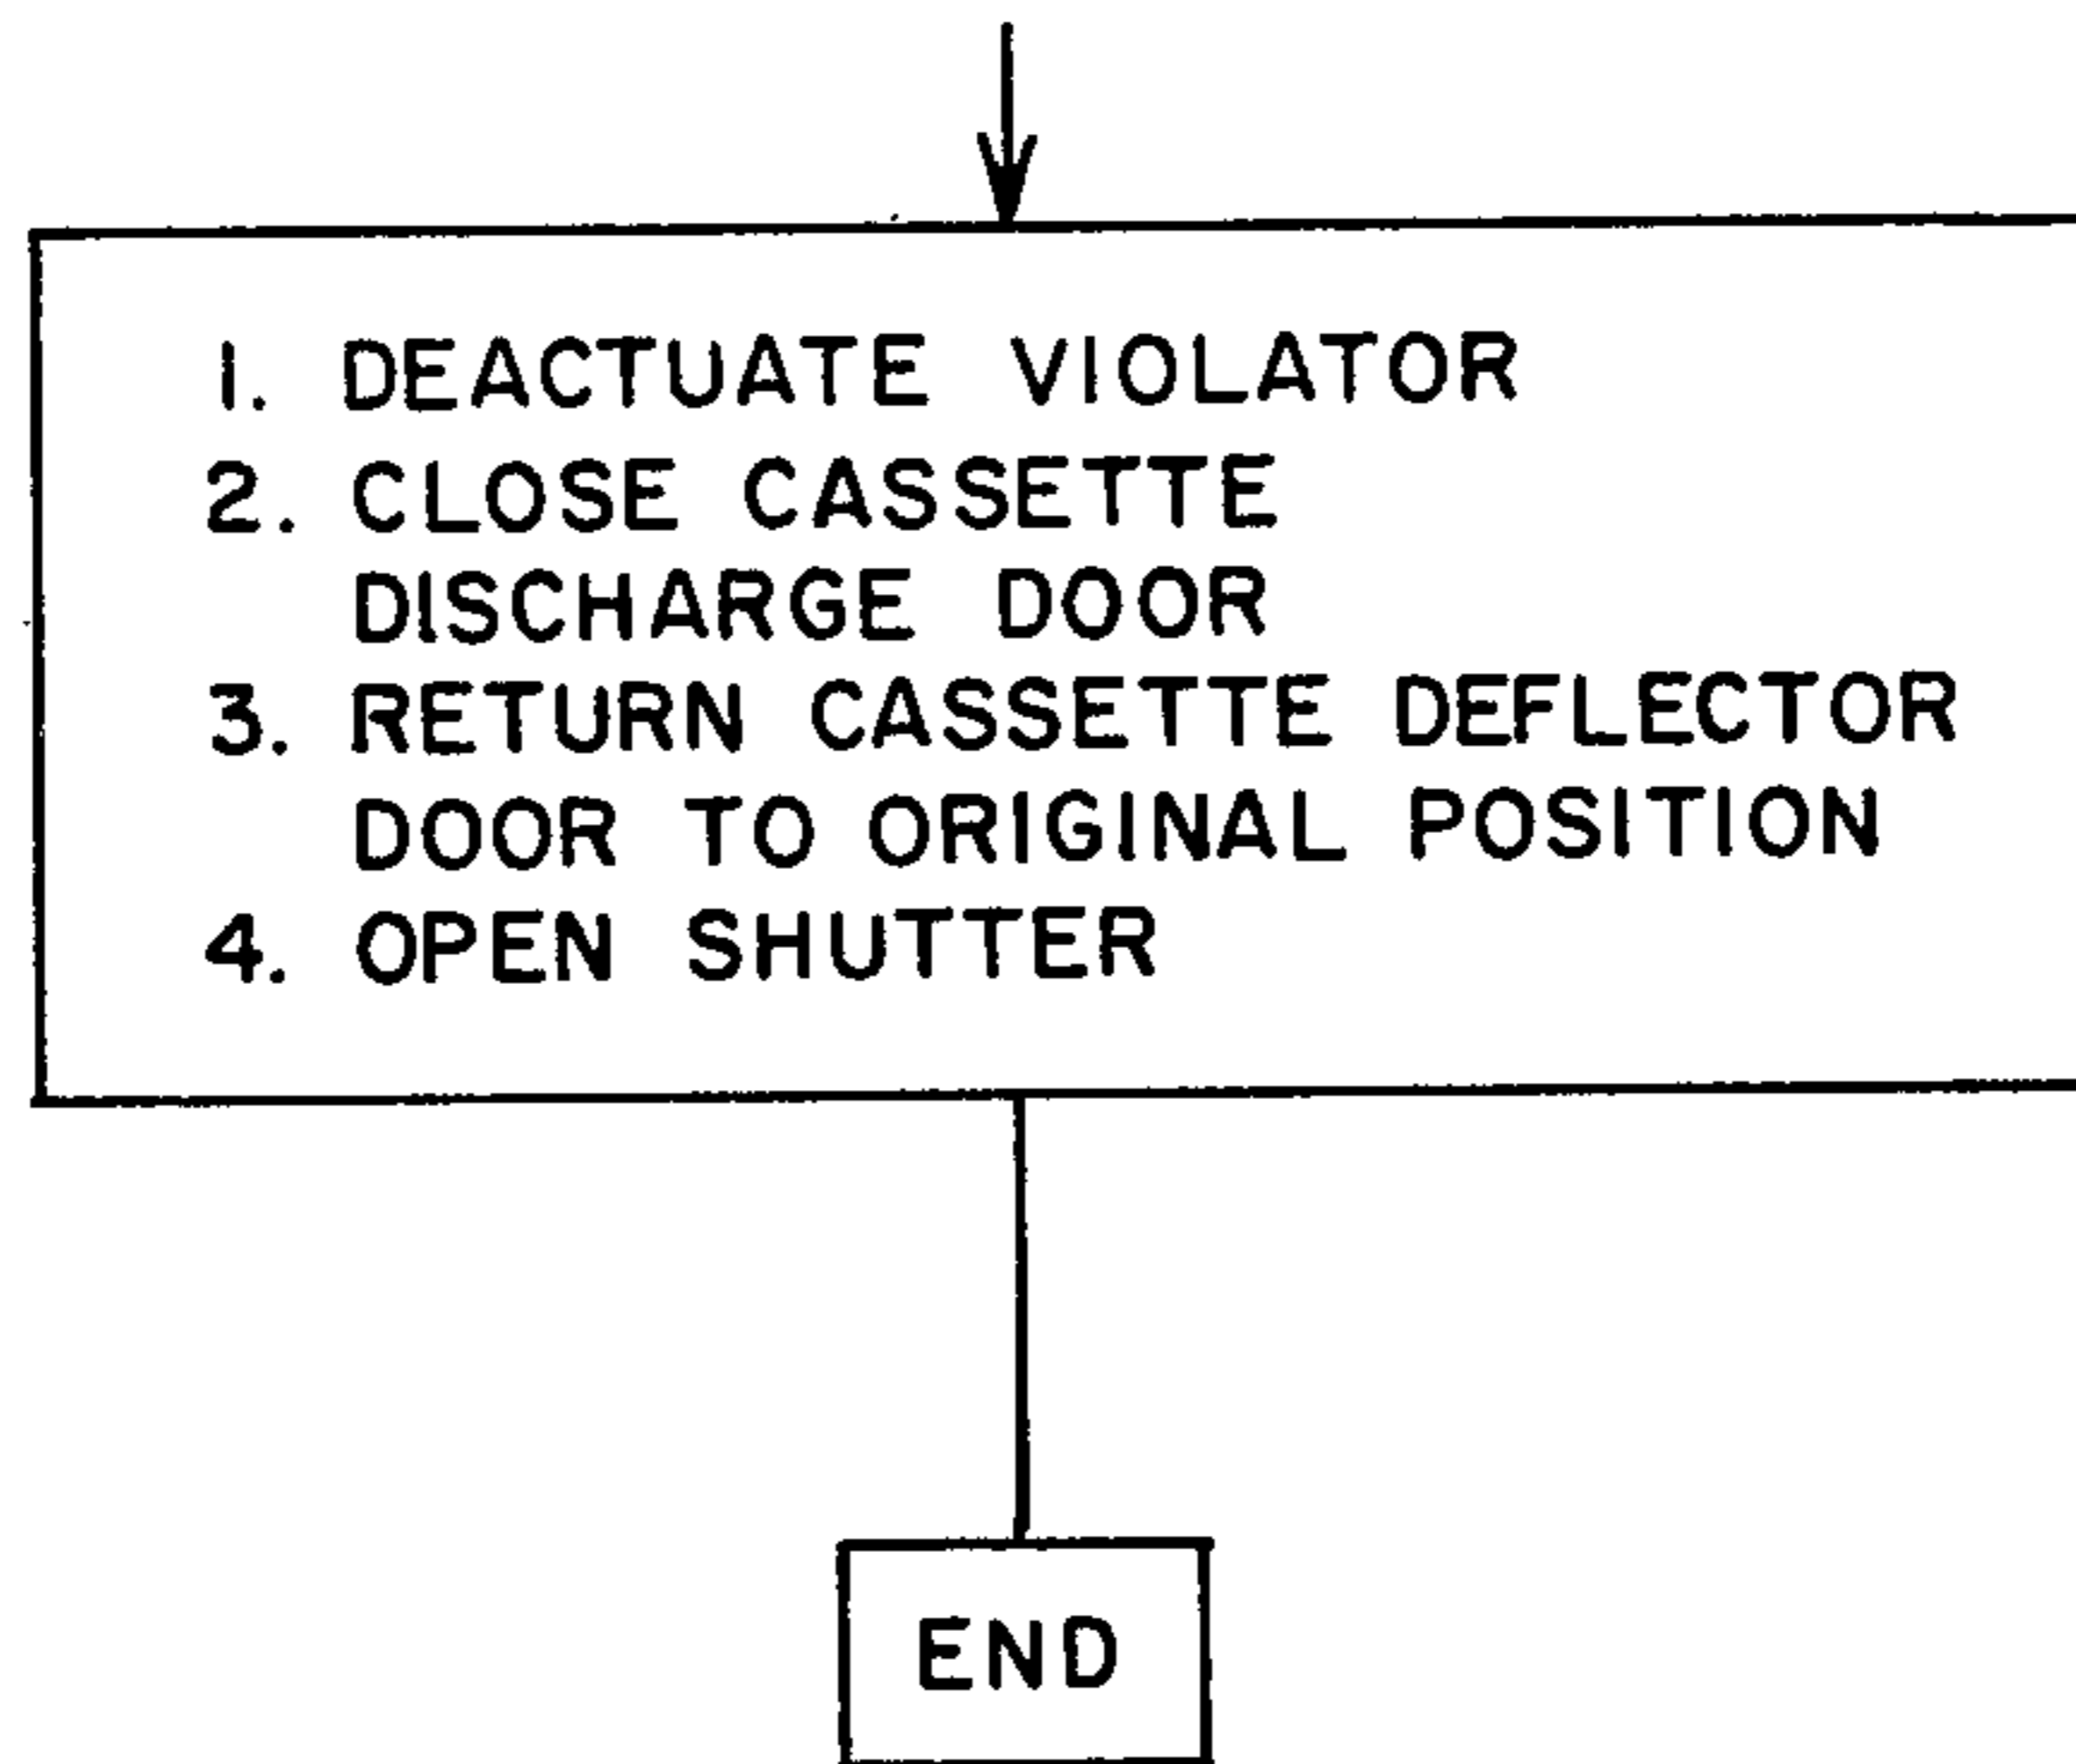 1. DEACTUATE VIOLATOR
2. CLOSE CASSETTE
DISCHARGE DOOR
3. RETURN CASSETTE DEFLECTOR
DOOR TO ORIGINAL POSITION
4. OPEN SHUTTER
END